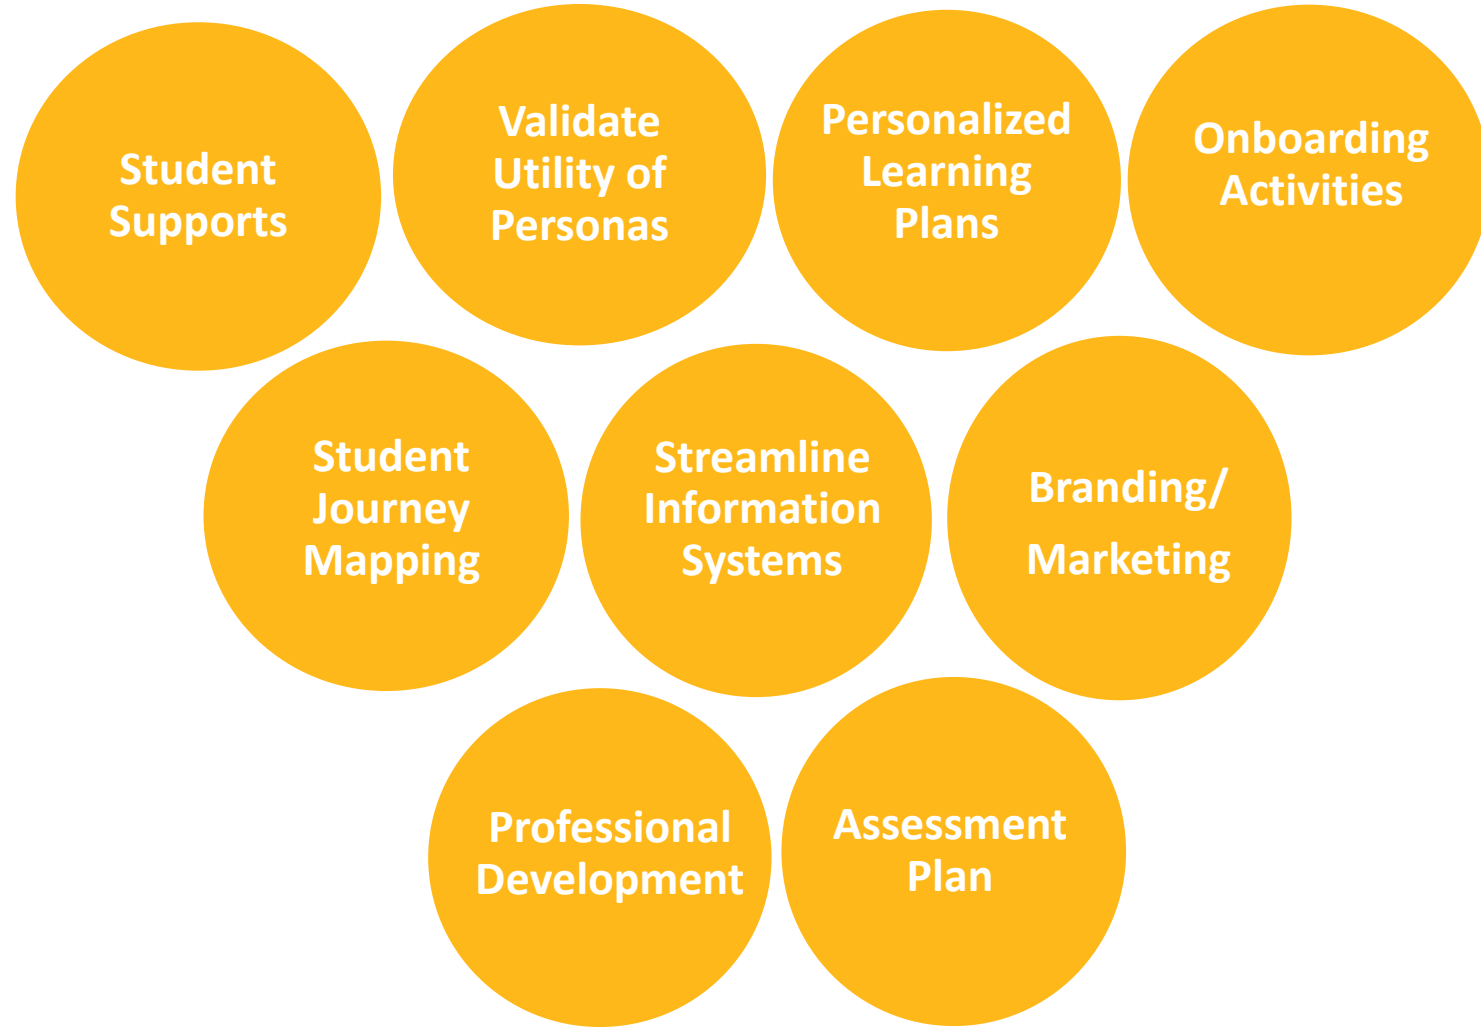 Student
Supports
Validate
Utility of
Personas
Personalized
Learning
Plans
Onboarding
Activities
Student
Journey
Mapping
Streamline
Information
Systems
Branding/
Marketing
Professional
Development
Assessment
Plan